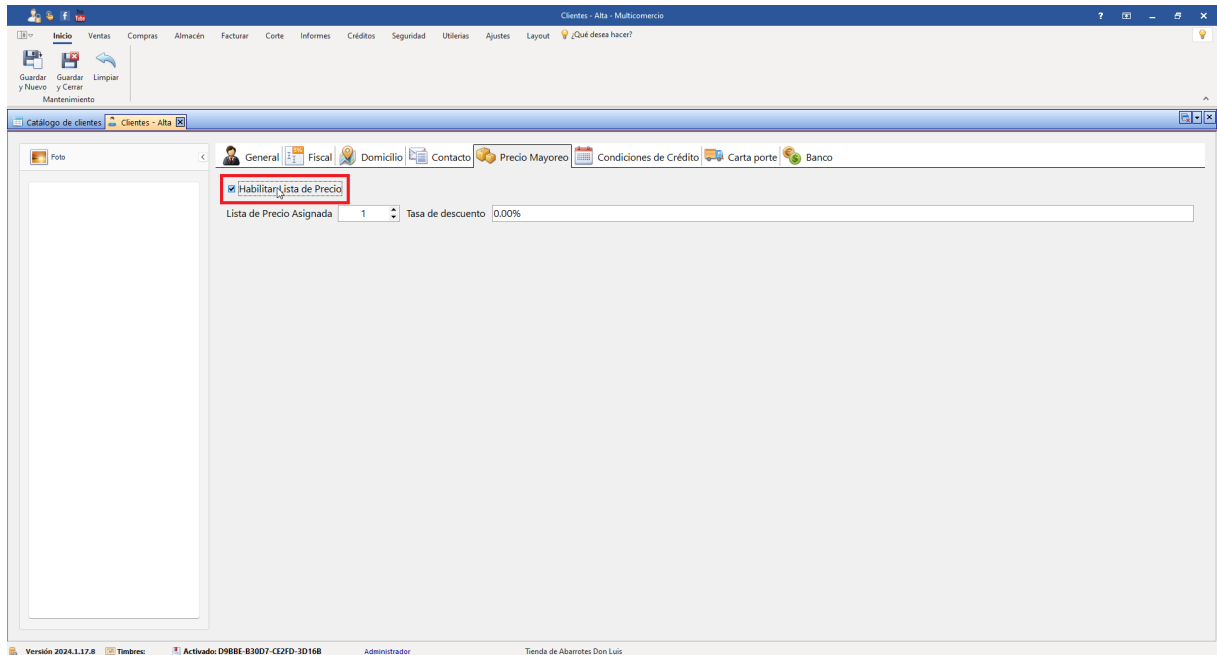 You
Tube
Clientes - Alta - Multicomercio
Inicio Ventas Compras Almacén Facturar Corte Informes Créditos Seguridad Utilerias Ajustes Layout ¿Qué desea hacer?
Guardar y Nuevo
Guardar y Cerrar
Limpiar
Mantenimiento
Catálogo de clientes Clientes - Alta
Foto
General Fiscal Domicilio Contacto Precio Mayoreo Condiciones de Crédito Carta porte Banco
Habilitar Lista de Precio
Lista de Precio Asignada 1 Tasa de descuento 0.00%
Versión 2024.1.17.8 Timbres: Activado: D9BBE-B30D7-CE2FD-3D16B Administrador Tienda de Abarrotes Don Luis